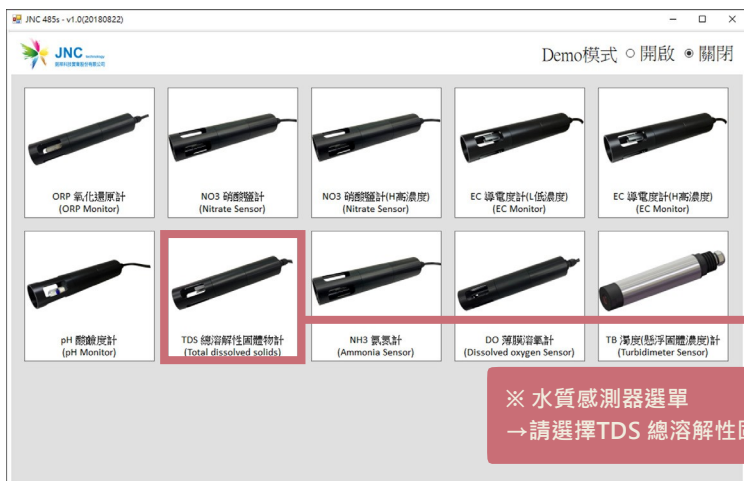 JNC 485s - v1.0(20180822)
JNC technology
Demo模式 開啟 關閉
ORP 氧化還原計
(ORP Monitor)
NO3 硝酸鹽計
(Nitrate Sensor)
NO3 硝酸鹽計(H高濃度)
(Nitrate Sensor)
EC 導電度計(L低濃度)
(EC Monitor)
EC 導電度計(H高濃度)
(EC Monitor)
pH 酸鹼度計
(pH Monitor)
TDS 總溶解性固體物計
(Total dissolved solids)
NH3 氨氮計
(Ammonia Sensor)
DO 薄膜溶氧計
(Dissolved oxygen Sensor)
TB 濁度(懸浮固體濃度)計
(Turbidimeter Sensor)
※ 水質感測器選單
→請選擇TDS 總溶解性固